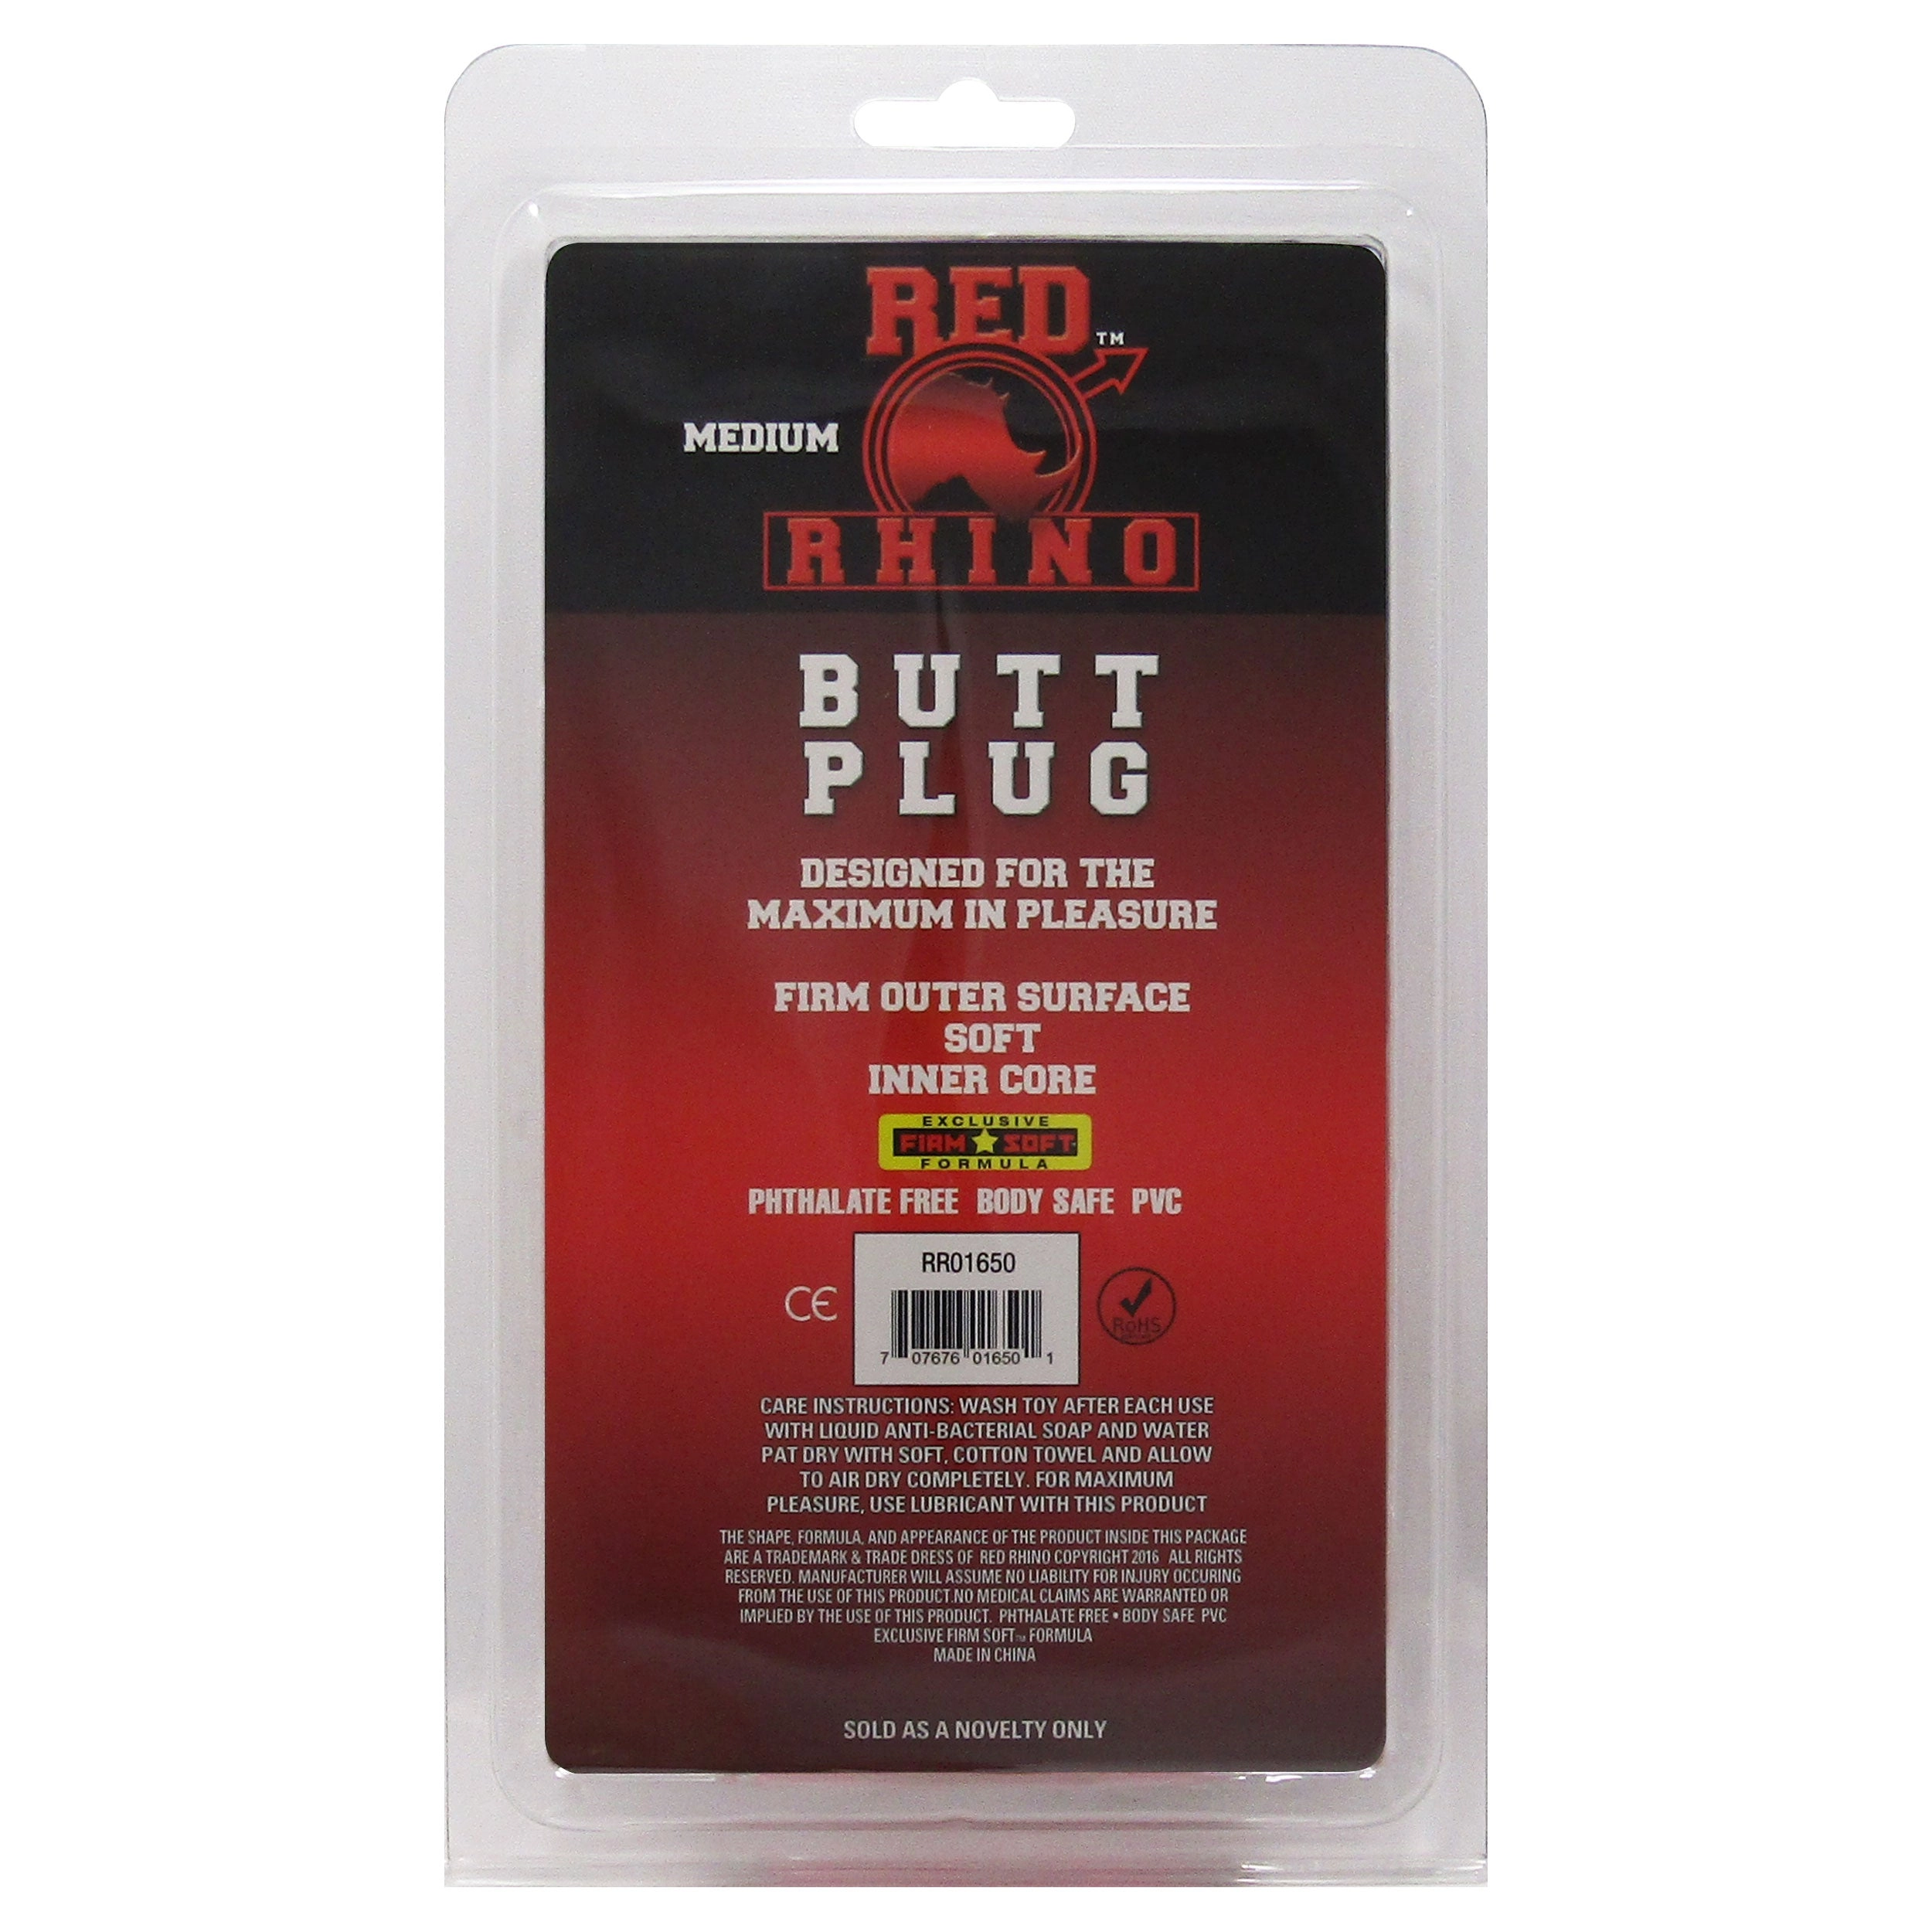 RED
TM
MEDIUM
RHINO
BUTT
PLUG
DESIGNED FOR THE
MAXIMUM IN PLEASURE
FIRM OUTER SURFACE
SOFT
INNER CORE
EXCLUSIVE
FIRM SOFT
FORMULA
PHTHALATE FREE BODY SAFE PVC
RR01650
CE
RoHS
7 07676 01650 1
CARE INSTRUCTIONS: WASH TOY AFTER EACH USE
WITH LIQUID ANTI-BACTERIAL SOAP AND WATER
PAT DRY WITH SOFT, COTTON TOWEL AND ALLOW
TO AIR DRY COMPLETELY. FOR MAXIMUM
PLEASURE, USE LUBRICANT WITH THIS PRODUCT
THE SHAPE, FORMULA, AND APPEARANCE OF THE PRODUCT INSIDE THIS PACKAGE
ARE A TRADEMARK & TRADE DRESS OF RED RHINO COPYRIGHT 2016 ALL RIGHTS
RESERVED. MANUFACTURER WILL ASSUME NO LIABILITY FOR INJURY OCCURING
FROM THE USE OF THIS PRODUCT.NO MEDICAL CLAIMS ARE WARRANTED OR
IMPLIED BY THE USE OF THIS PRODUCT. PHTHALATE FREE • BODY SAFE PVC
EXCLUSIVE FIRM SOFT™ FORMULA
MADE IN CHINA
SOLD AS A NOVELTY ONLY